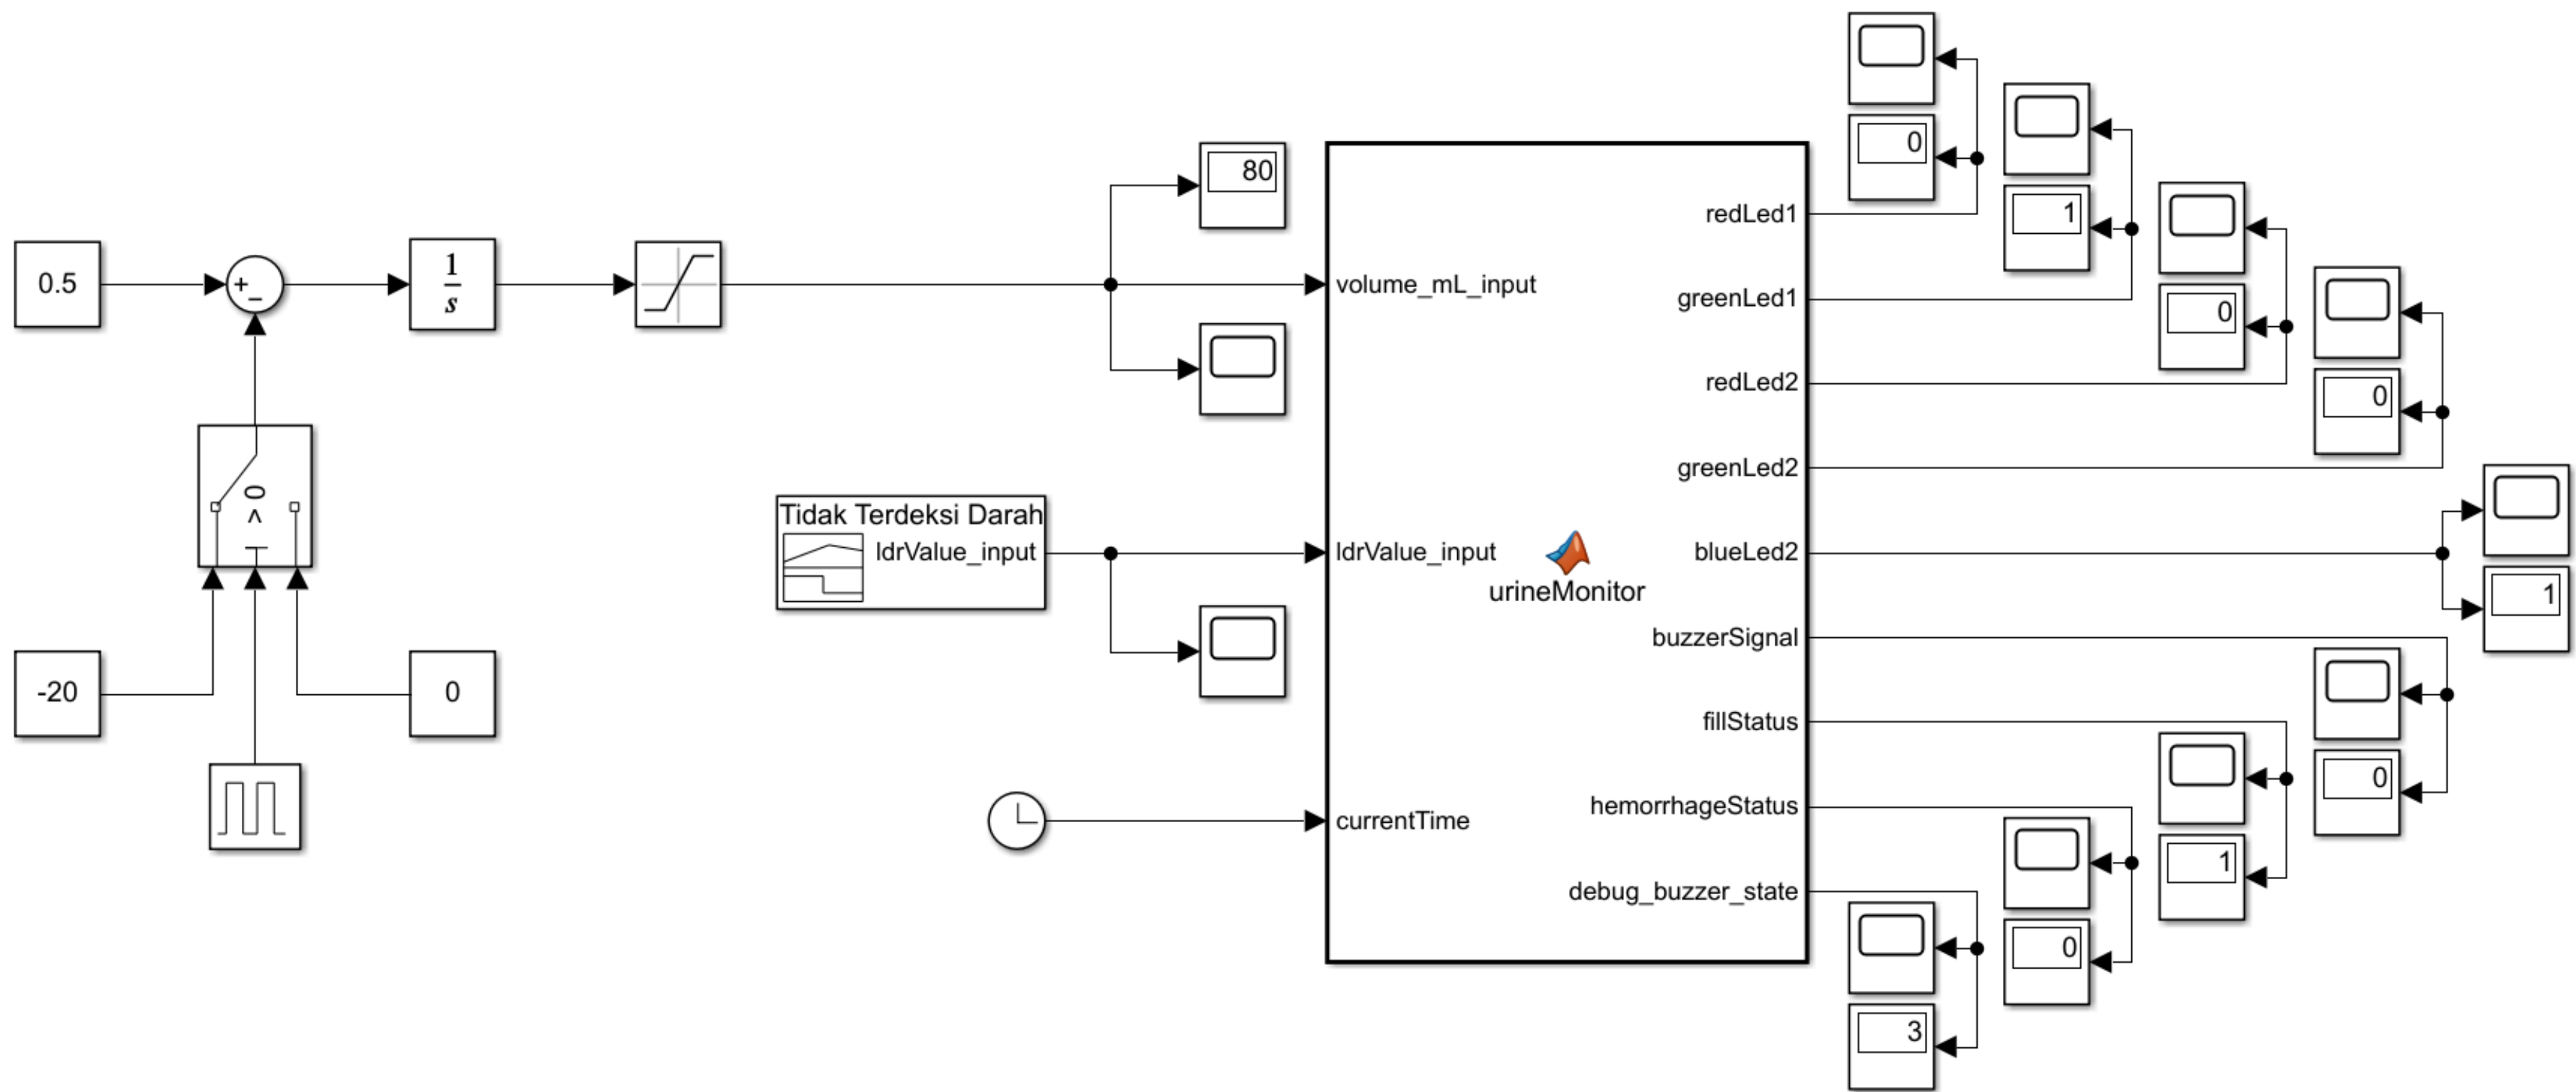 0.5
+
−
1
s
> 0
-20
0
80
Tidak Terdeksi Darah
ldrValue_input
volume_mL_input
ldrValue_input
currentTime
urineMonitor
redLed1
greenLed1
redLed2
greenLed2
blueLed2
buzzerSignal
fillStatus
hemorrhageStatus
debug_buzzer_state
0
1
0
0
1
0
1
0
3